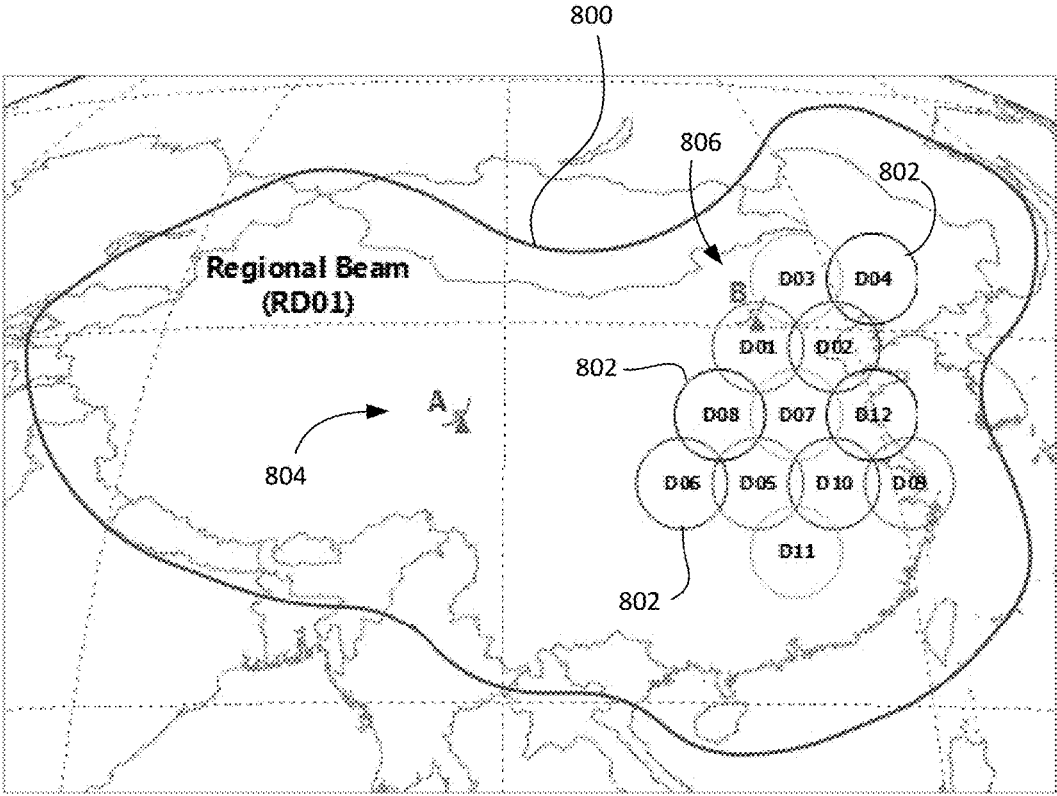 800
806
802
Regional Beam
(RD01)
D03
D04
B
D01
D02
802
A
D08
D07
D12
804
D06
D05
D10
D09
D11
802